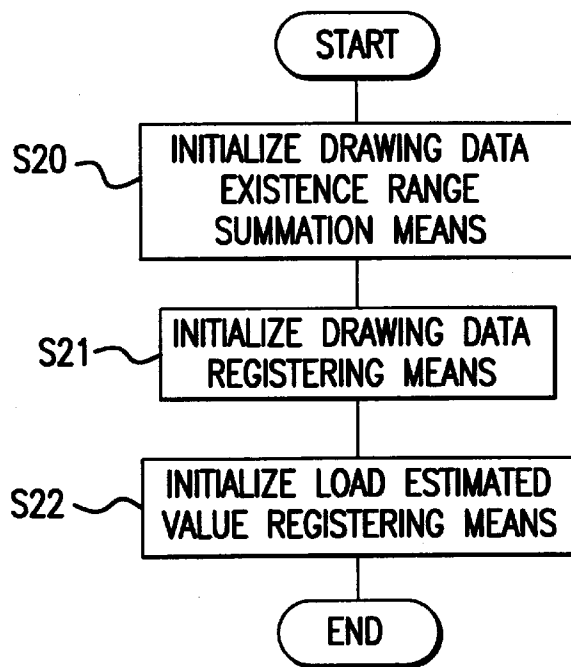 START
S20
INITIALIZE DRAWING DATA
EXISTENCE RANGE
SUMMATION MEANS
S21
INITIALIZE DRAWING DATA
REGISTERING MEANS
S22
INITIALIZE LOAD ESTIMATED
VALUE REGISTERING MEANS
END